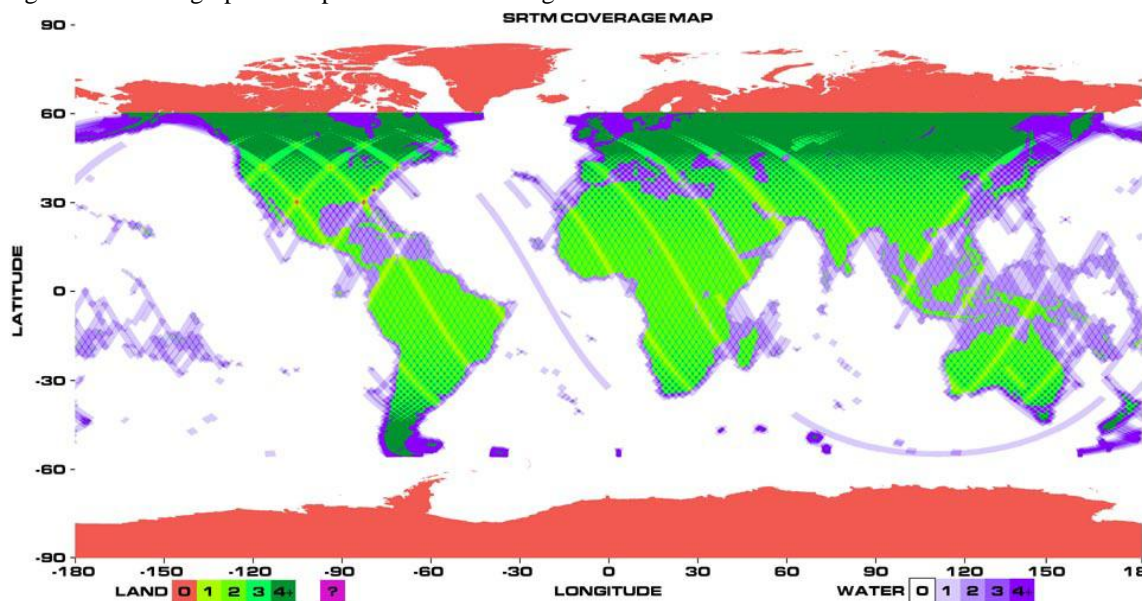 SRTM COVERAGE MAP
90
60
30
LATITUDE
0
-30
-60
-90
-180 -150 -120 -90 -60 -30 0 30 60 90 120 150
LAND 0 1 2 3 4+ ? LONGITUDE WATER 0 1 2 3 4+